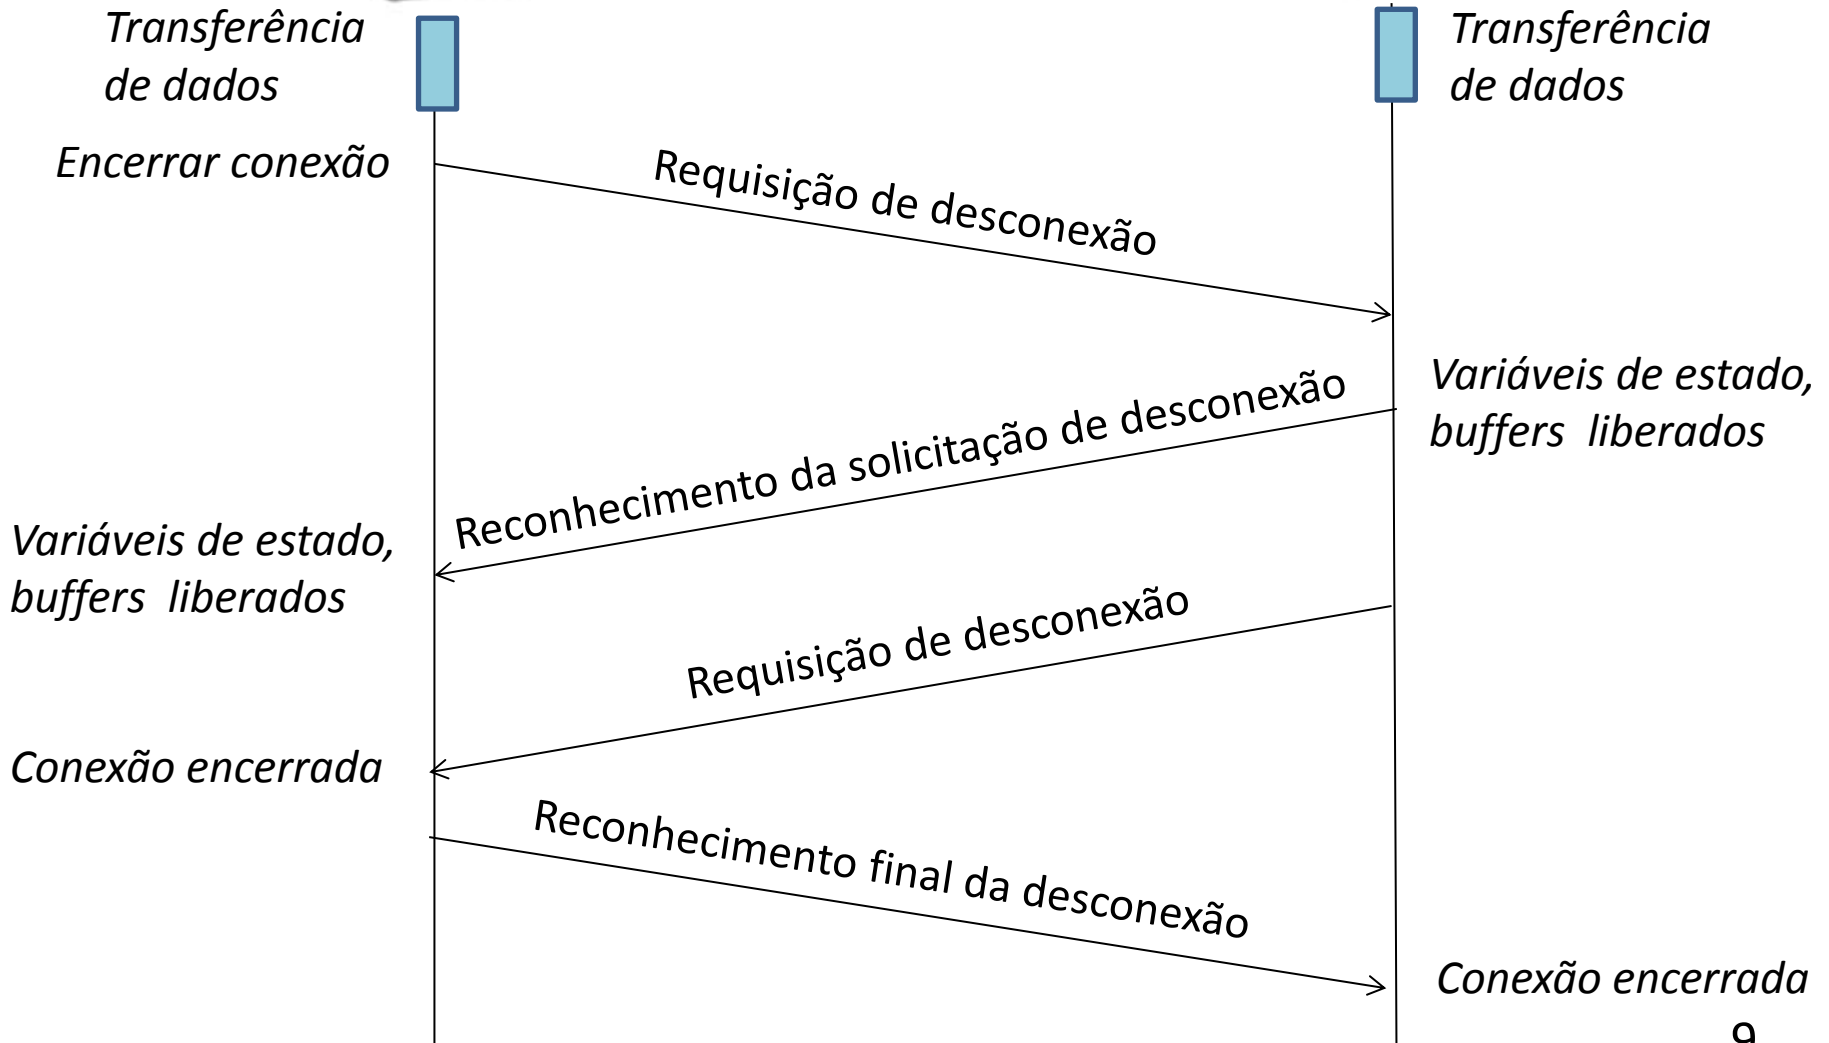 Transferência
de dados
Transferência
de dados
Encerrar conexão
Requisição de desconexão
Variáveis de estado,
buffers liberados
Reconhecimento da solicitação de desconexão
Variáveis de estado,
buffers liberados
Requisição de desconexão
Conexão encerrada
Reconhecimento final da desconexão
Conexão encerrada
9